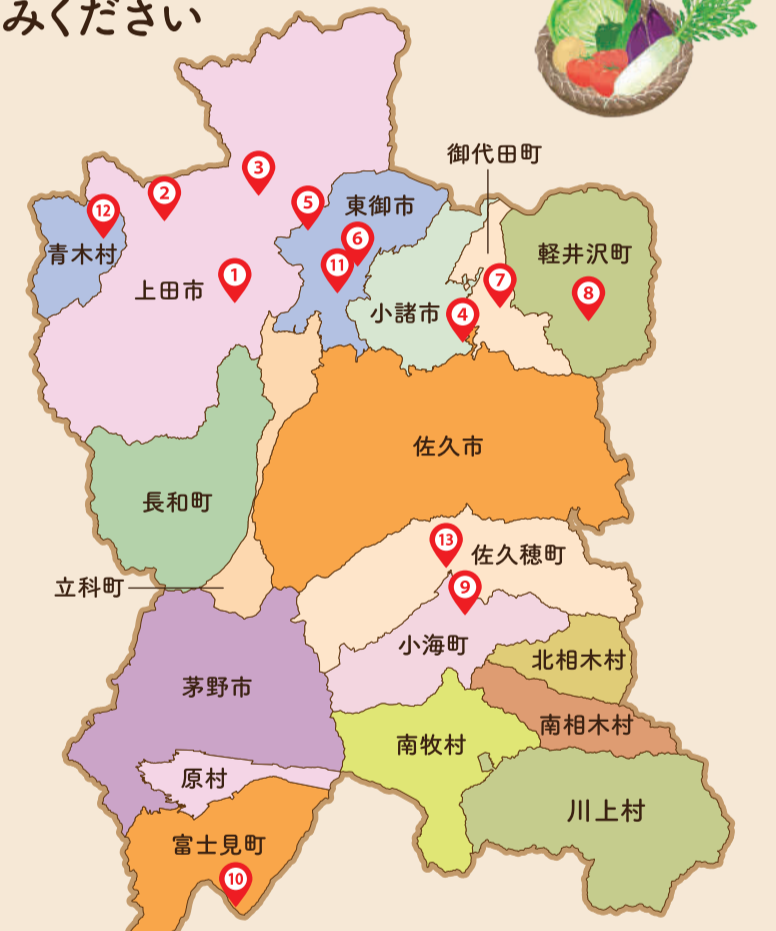 みください
御代田町
3
2
12
5
東御市
6
青木村
軽井沢町
11
1
7
上田市
8
小諸市
4
佐久市
長和町
13
佐久穂町
立科町
9
小海町
北相木村
茅野市
南相木村
南牧村
原村
川上村
富士見町
10